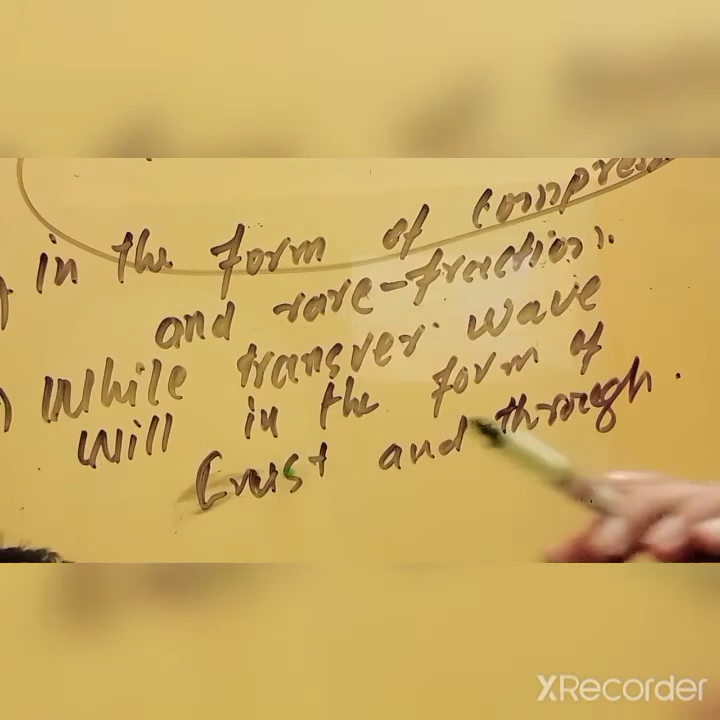 in the form of compres
and rare-fraction.
While transver wave
will in the form of
Crust and through.
XRecorder